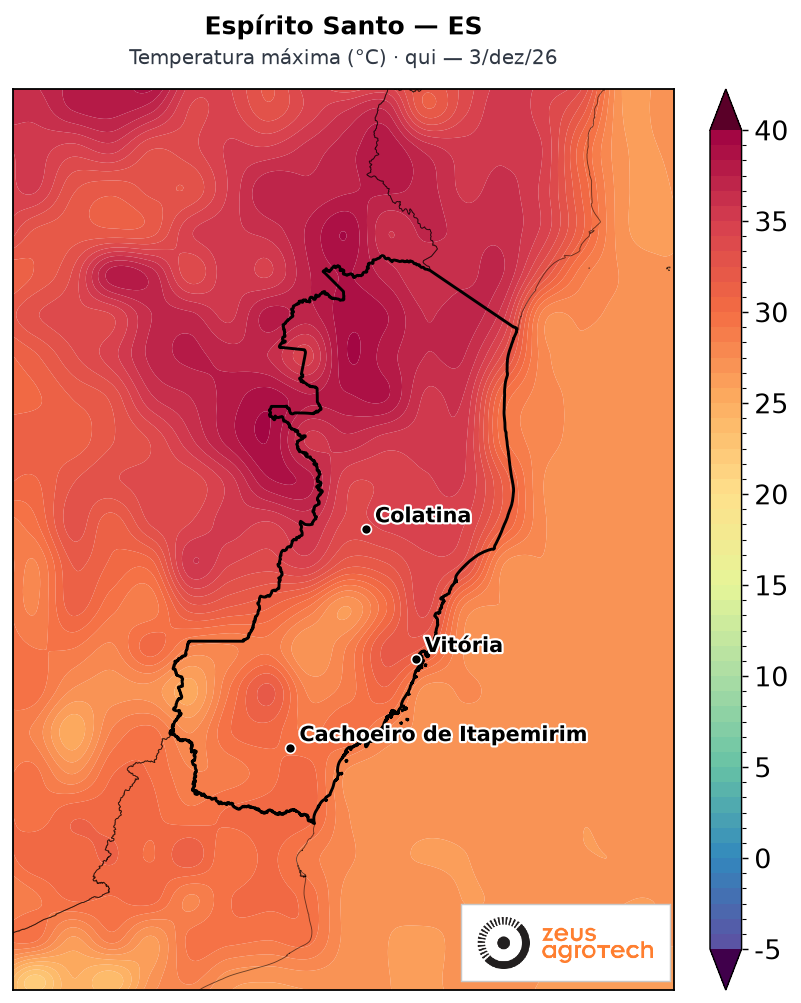 Espírito Santo — ES
Temperatura máxima (°C) · qui — 3/dez/26
40
35
30
25
20
15
10
5
0
-5
Colatina
Vitória
Cachoeiro de Itapemirim
zeus
agrotech